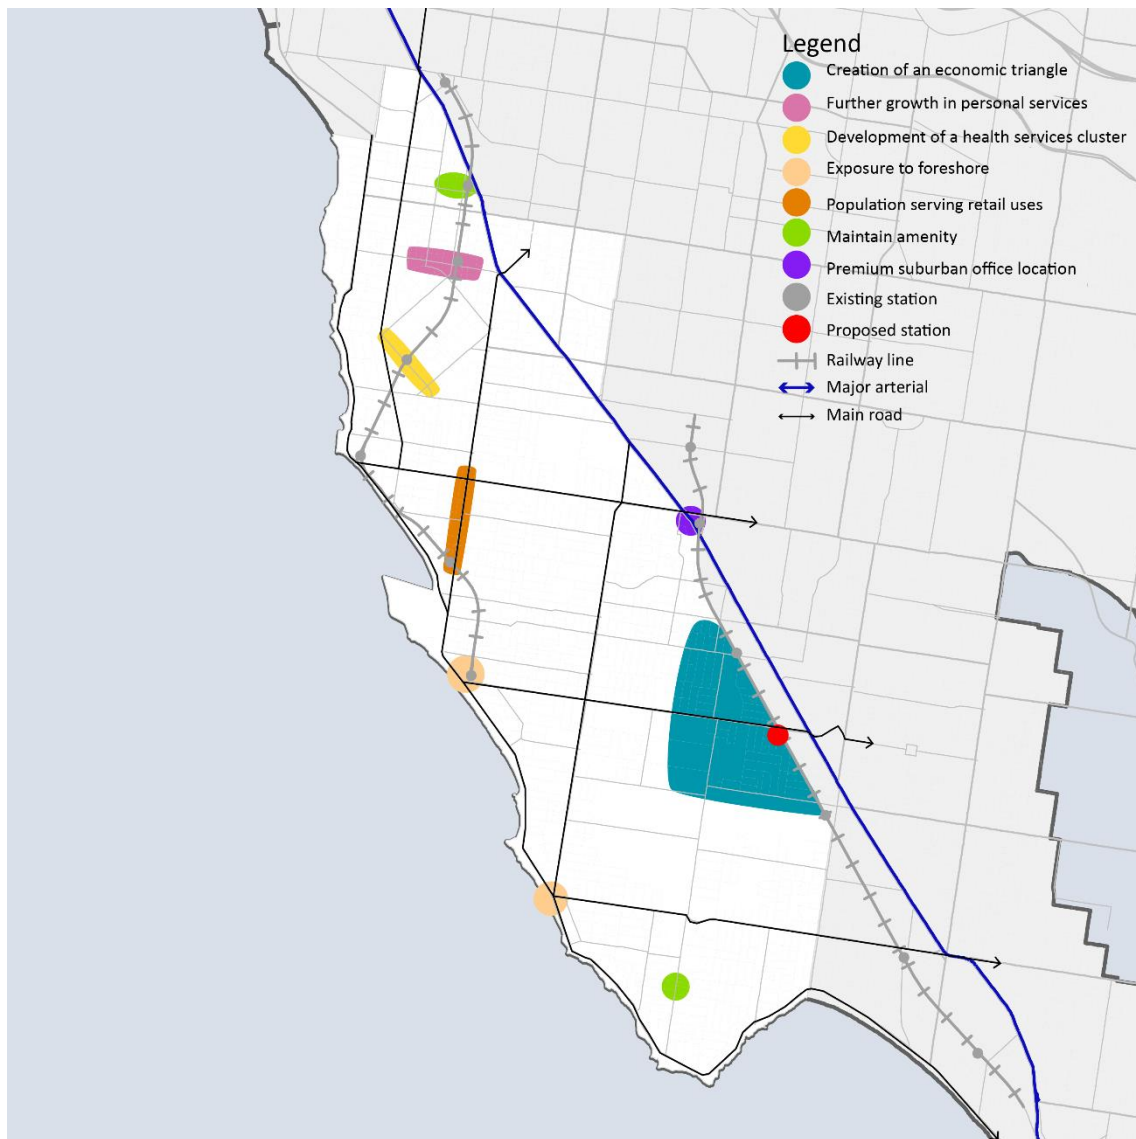 Legend
Creation of an economic triangle
Further growth in personal services
Development of a health services cluster
Exposure to foreshore
Population serving retail uses
Maintain amenity
Premium suburban office location
Existing station
Proposed station
Railway line
Major arterial
Main road